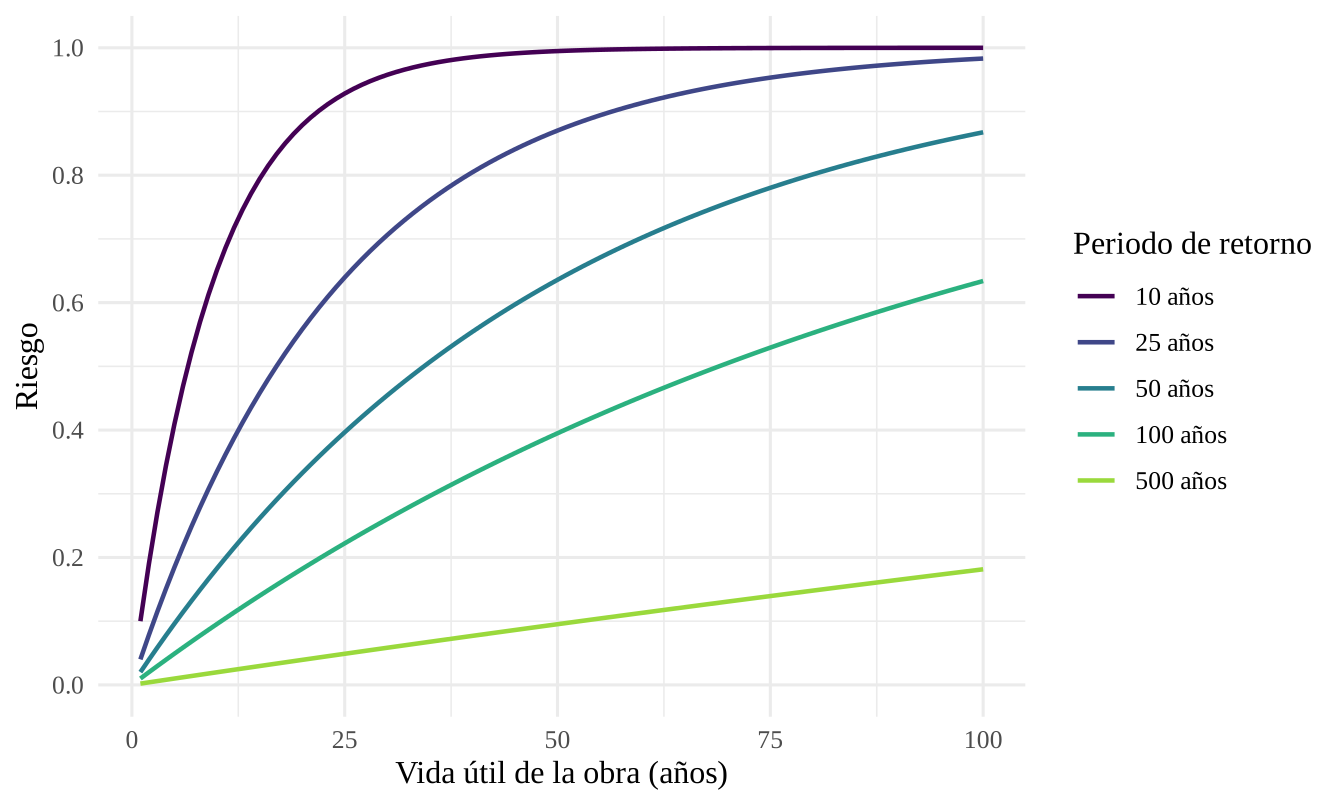 1.0
0.8
0.6
0.4
0.2
0.0
Riesgo
0 25 50 75 100
Vida útil de la obra (años)
Periodo de retorno
10 años
25 años
50 años
100 años
500 años